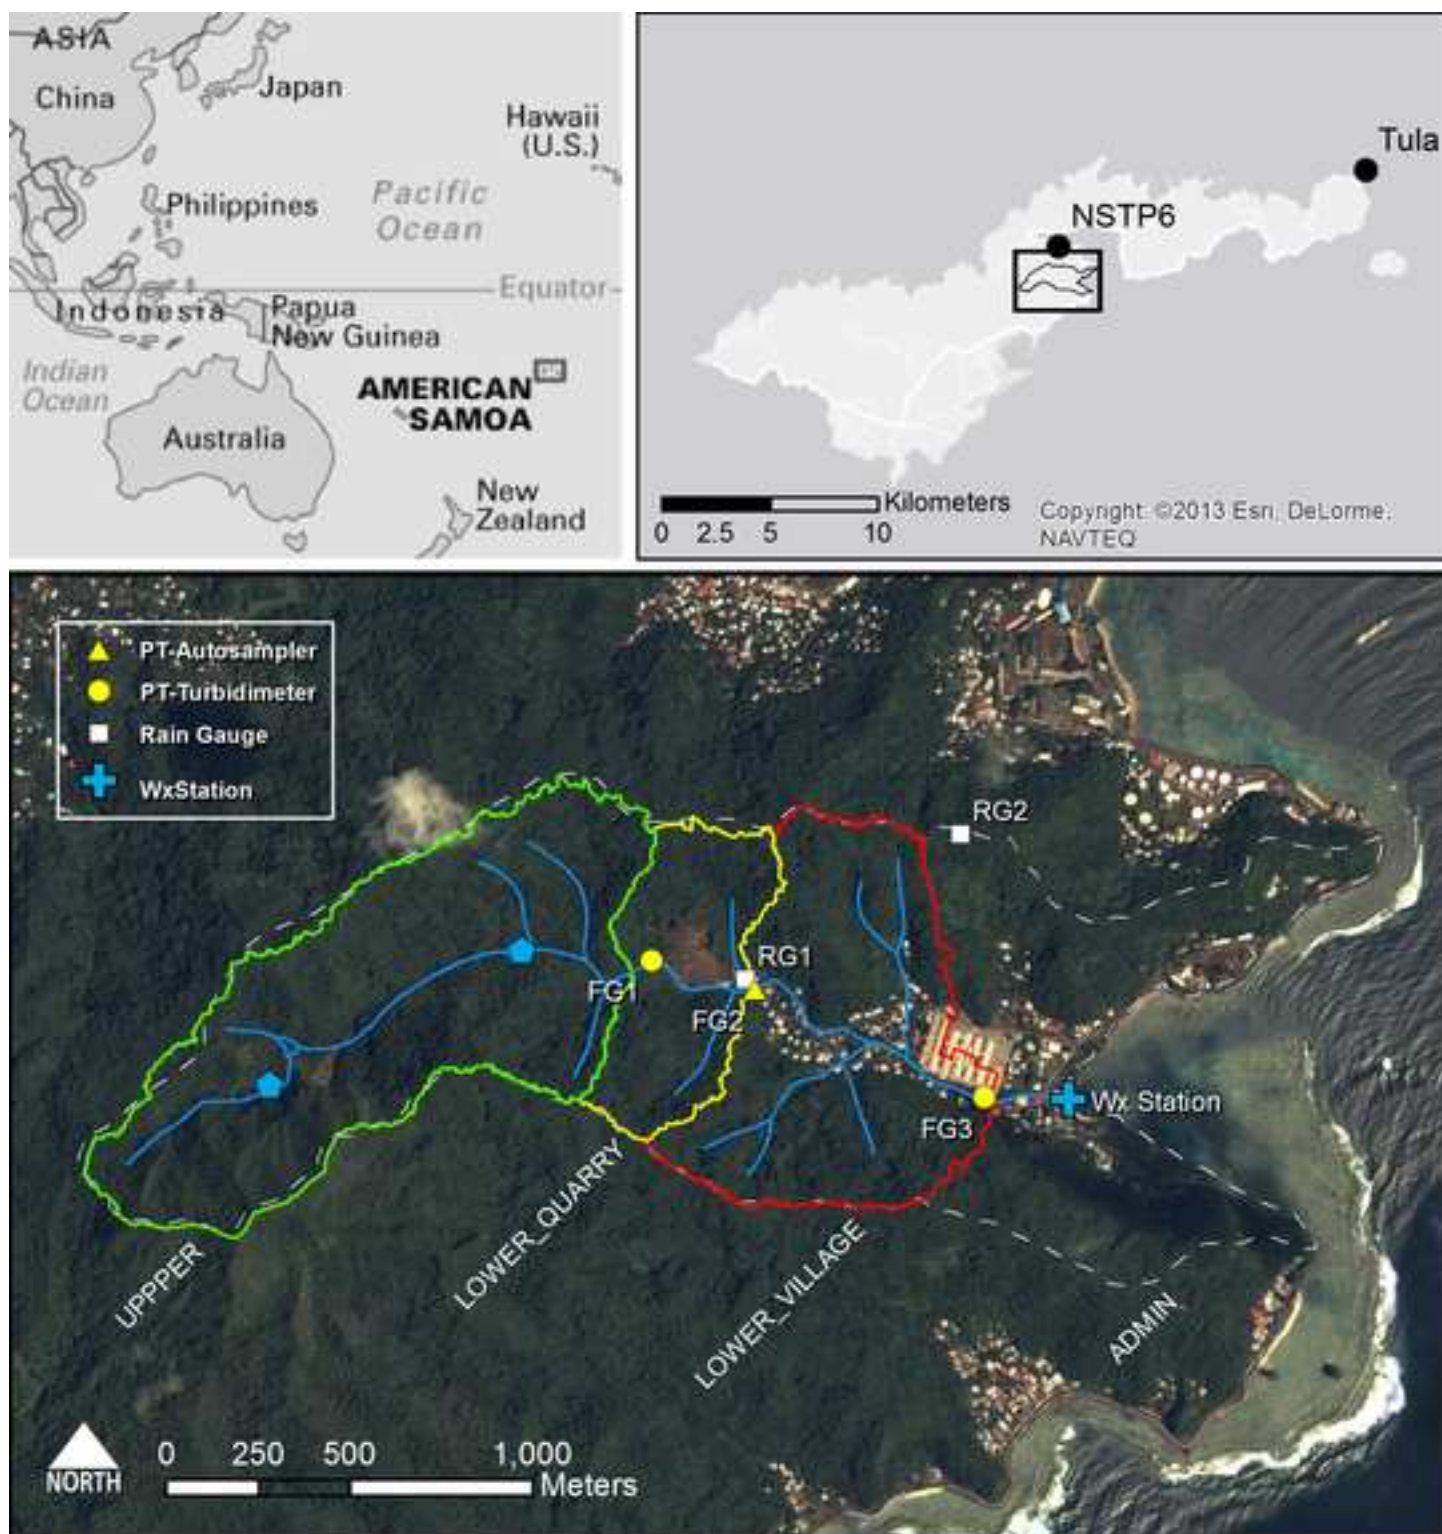 ASIA
China
Japan
Hawaii
(U.S.)
Philippines
Pacific
Ocean
Equator
Indonesia
Papua
New Guinea
Indian
Ocean
AMERICAN
SAMOA
Australia
New
Zealand
Tula
NSTP6
Kilometers
0 2.5 5 10
Copyright: ©2013 Esri, DeLorme,
NAVTEQ
PT-Autosampler
PT-Turbidimeter
Rain Gauge
WxStation
RG2
RG1
FG1
FG2
Wx Station
FG3
UPPPER
LOWER_QUARRY
LOWER_VILLAGE
ADMIN
NORTH
0 250 500 1,000
Meters